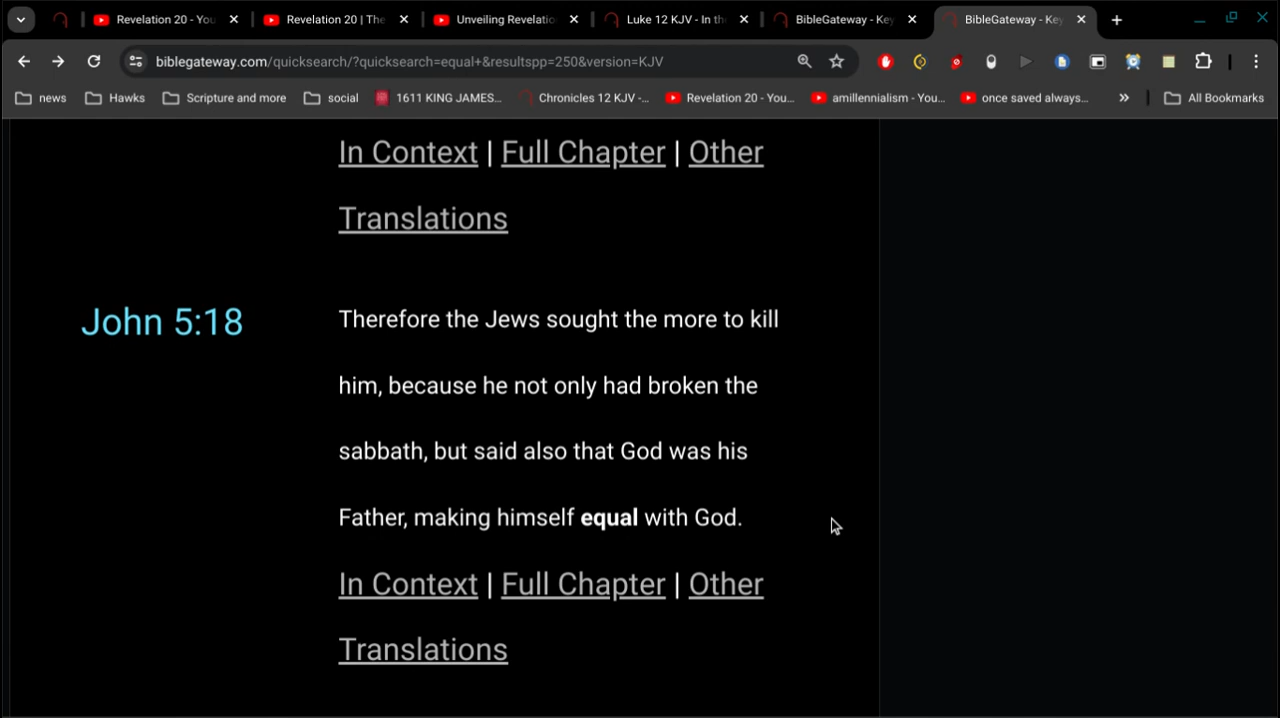 Revelation 20 - You
Revelation 20 | The
Unveiling Revelatio
Luke 12 KJV - In th
BibleGateway - Key
BibleGateway - Key
biblegateway.com/quicksearch/?quicksearch=equal+&resultspp=250&version=KJV
news
Hawks
Scripture and more
social
1611 KING JAMES...
Chronicles 12 KJV -...
Revelation 20 - You...
amillennialism - You...
once saved always...
»
All Bookmarks
In Context | Full Chapter | Other
Translations
John 5:18
Therefore the Jews sought the more to kill
him, because he not only had broken the
sabbath, but said also that God was his
Father, making himself equal with God.
In Context | Full Chapter | Other
Translations